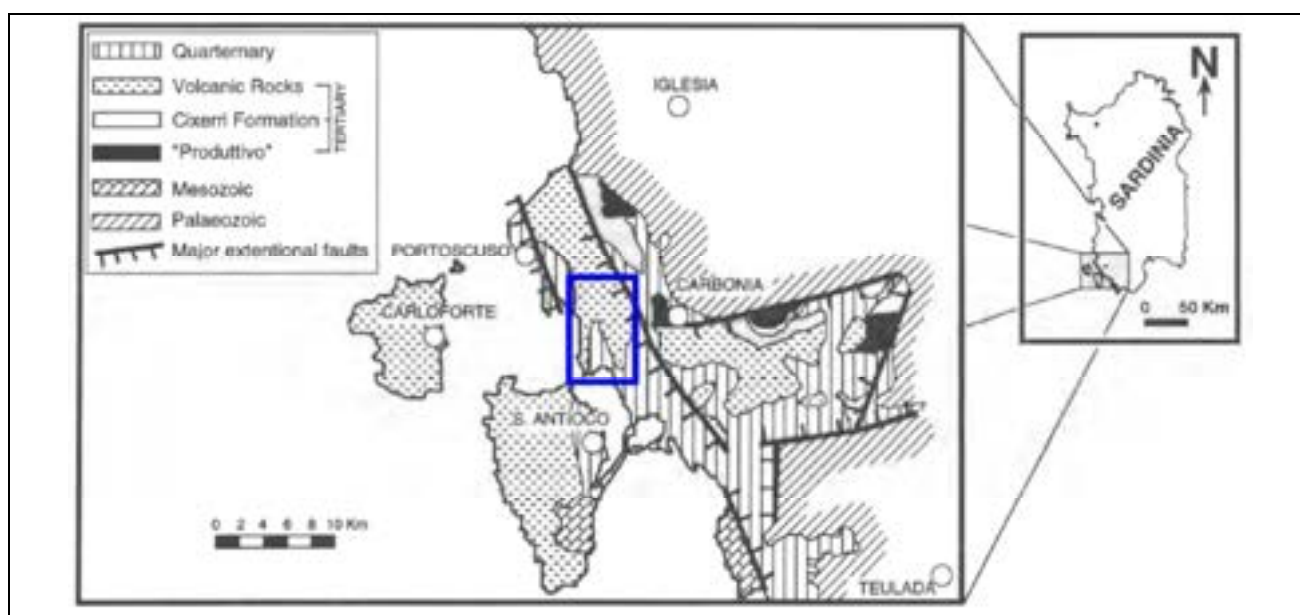 Quarternary
Volcanic Rocks
Cixerri Formation
"Produttivo"
TERTIARY
Mesozoic
Palaeozoic
Major extentional faults
IGLESIA
PORTOSCUSO
CARLOFORTE
CARBONIA
S. ANTIOCO
TEULADA
0 2 4 6 8 10 Km
N
SARDINIA
0 50 Km